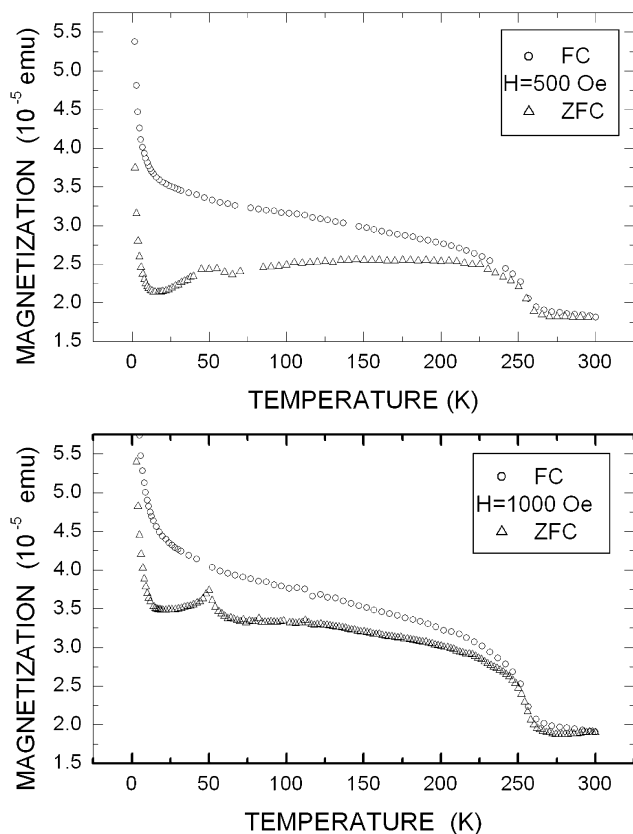 5.5
5.0
4.5
4.0
3.5
3.0
2.5
2.0
1.5
MAGNETIZATION (10⁻⁵ emu)
FC
H=500 Oe
ZFC
0 50 100 150 200 250 300
TEMPERATURE (K)
5.5
5.0
4.5
4.0
3.5
3.0
2.5
2.0
1.5
MAGNETIZATION (10⁻⁵ emu)
FC
H=1000 Oe
ZFC
0 50 100 150 200 250 300
TEMPERATURE (K)